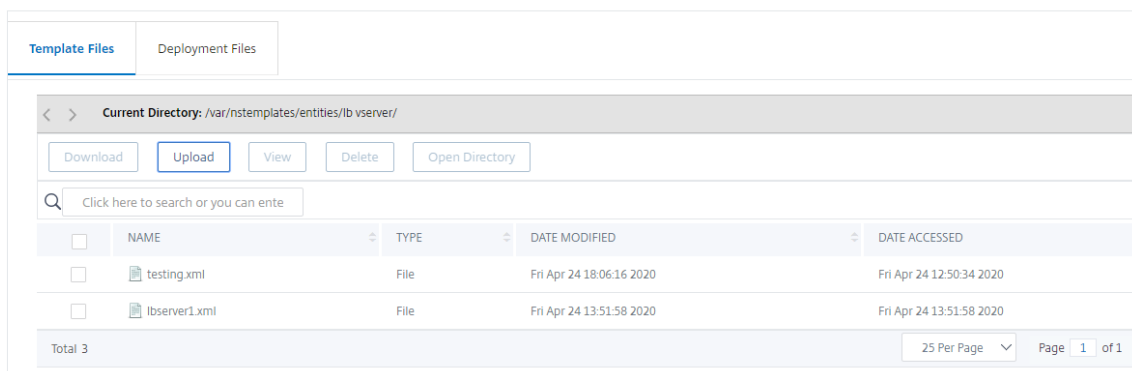 Template Files Deployment Files
Current Directory: /var/nstemplates/entities/lb vserver/
Download Upload View Delete Open Directory
Click here to search or you can ente
NAME TYPE DATE MODIFIED DATE ACCESSED
testing.xml File Fri Apr 24 18:06:16 2020 Fri Apr 24 12:50:34 2020
lbserver1.xml File Fri Apr 24 13:51:58 2020 Fri Apr 24 13:51:58 2020
Total 3 25 Per Page Page 1 of 1